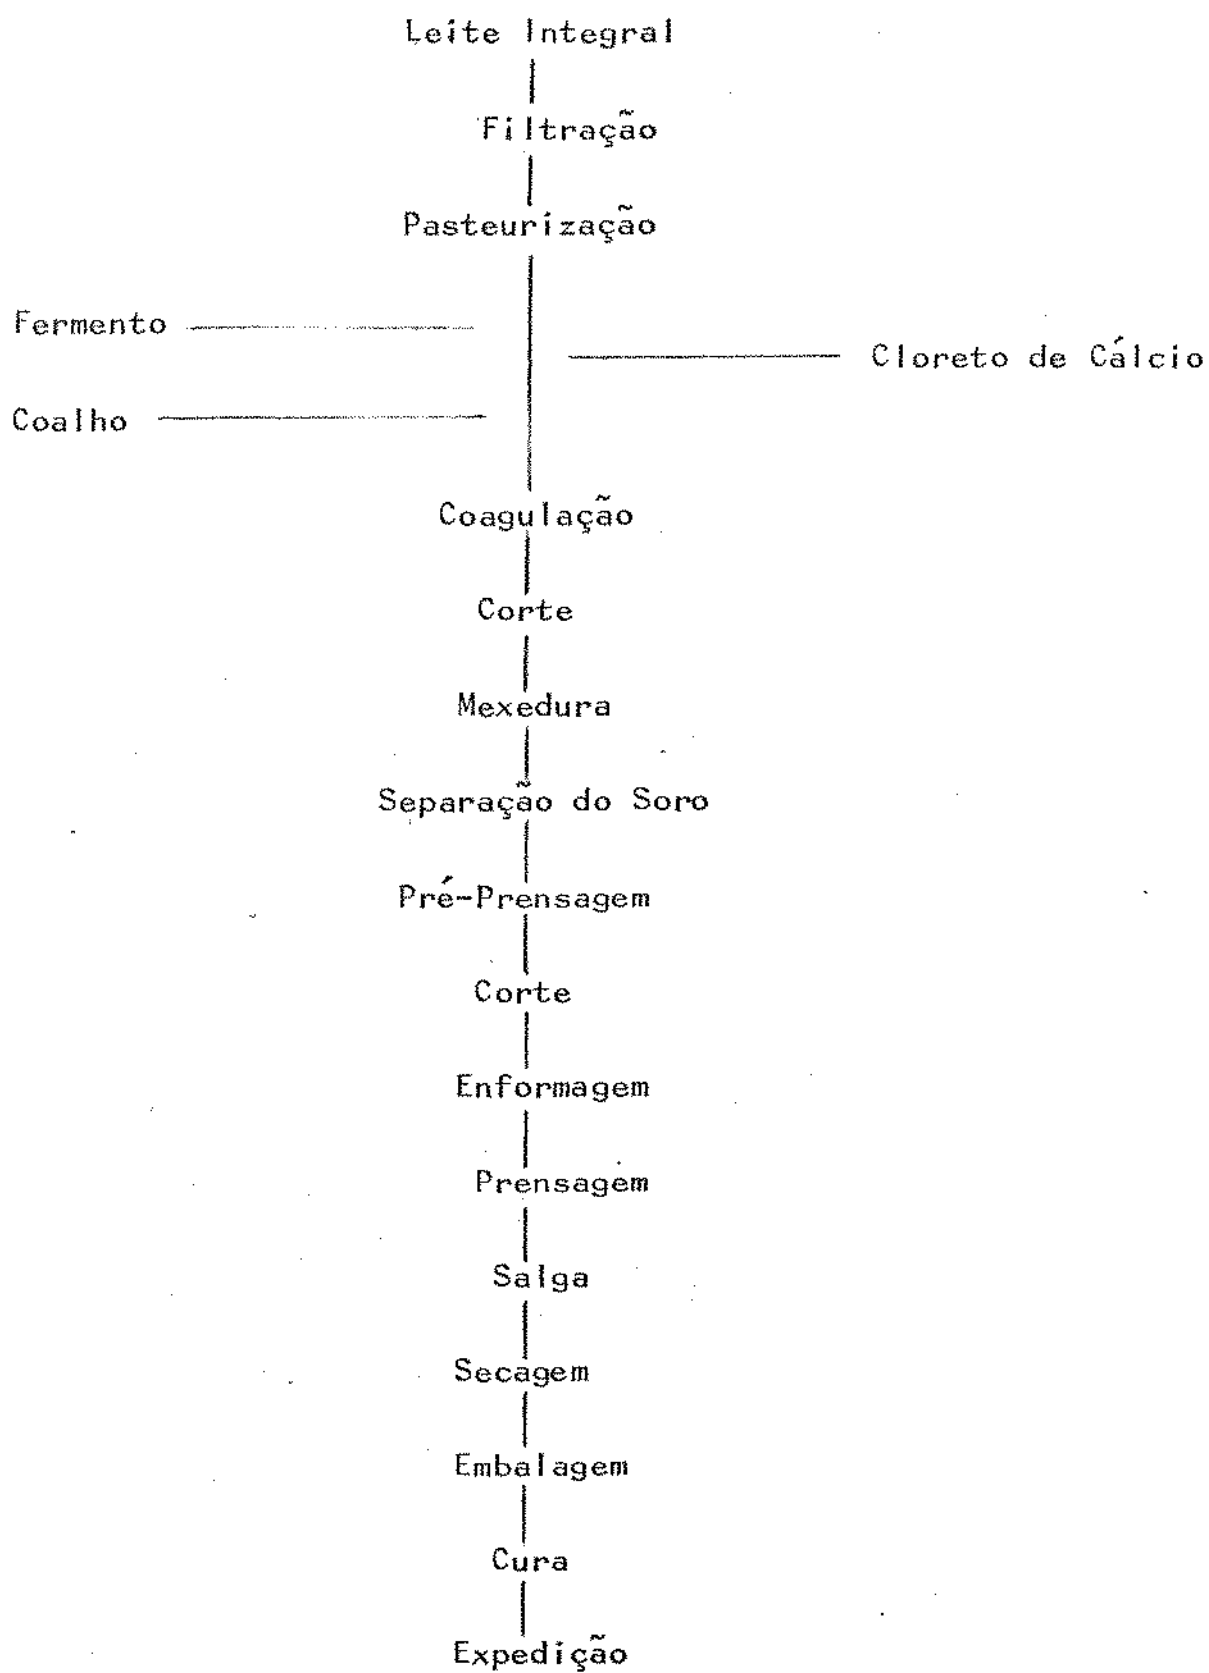 Leite Integral
Filtração
Pasteurização
Fermento
Cloreto de Cálcio
Coalho
Coagulação
Corte
Mexedura
Separação do Soro
Pré-Prensagem
Corte
Enformagem
Prensagem
Salga
Secagem
Embalagem
Cura
Expedição